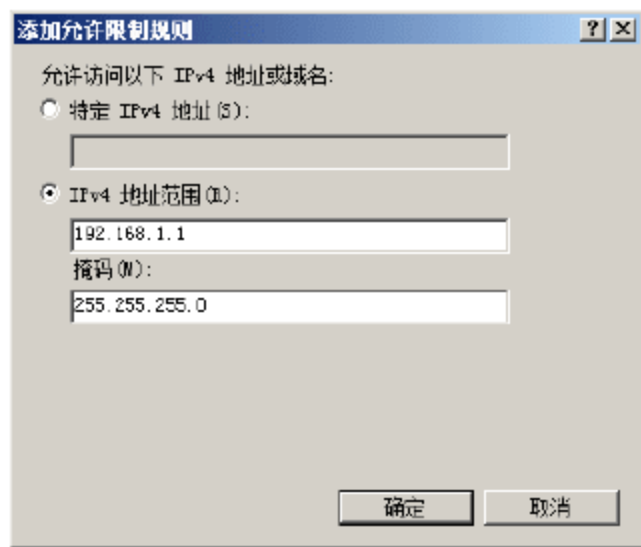 添加允许限制规则
允许访问以下 IPv4 地址或域名:
特定 IPv4 地址(S):
IPv4 地址范围(R):
192.168.1.1
掩码(M):
255.255.255.0
确定
取消